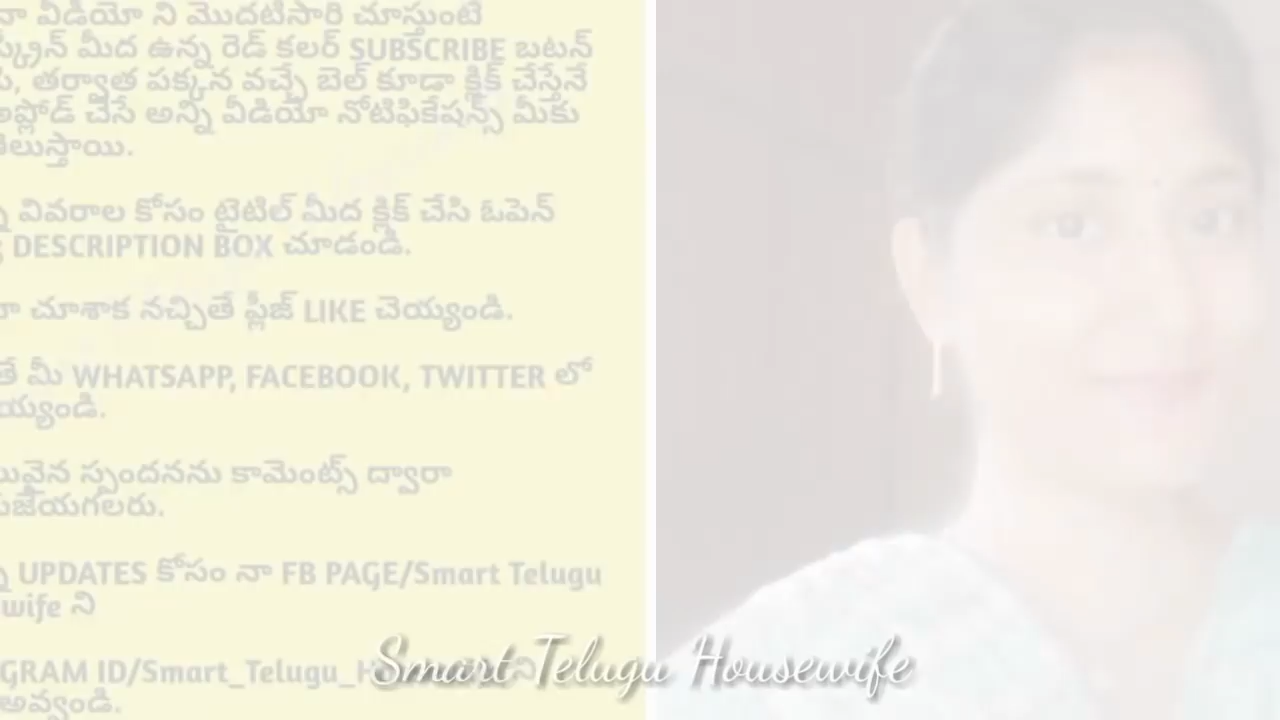 నా వీడియో ని మొదటిసారి చూస్తుంటే
స్క్రీన్ మీద ఉన్న రెడ్ కలర్ SUBSCRIBE బటన్
తర్వాత పక్కన వచ్చే బెల్ కూడా క్లిక్ చేస్తేనే
అప్లోడ్ చేసే అన్ని వీడియో నోటిఫికేషన్స్ మీకు
వివరాల కోసం టైటిల్ మీద క్లిక్ చేసి ఓపెన్
DESCRIPTION BOX చూడండి.
చూశాక నచ్చితే ప్లీజ్ LIKE చెయ్యండి.
మీ WHATSAPP, FACEBOOK, TWITTER లో
స్పందనను కామెంట్స్ ద్వారా
UPDATES కోసం నా FB PAGE/Smart Telugu
wife ని
GRAM ID/Smart_Telugu_H ని
అవ్వండి.
Smart Telugu Housewife